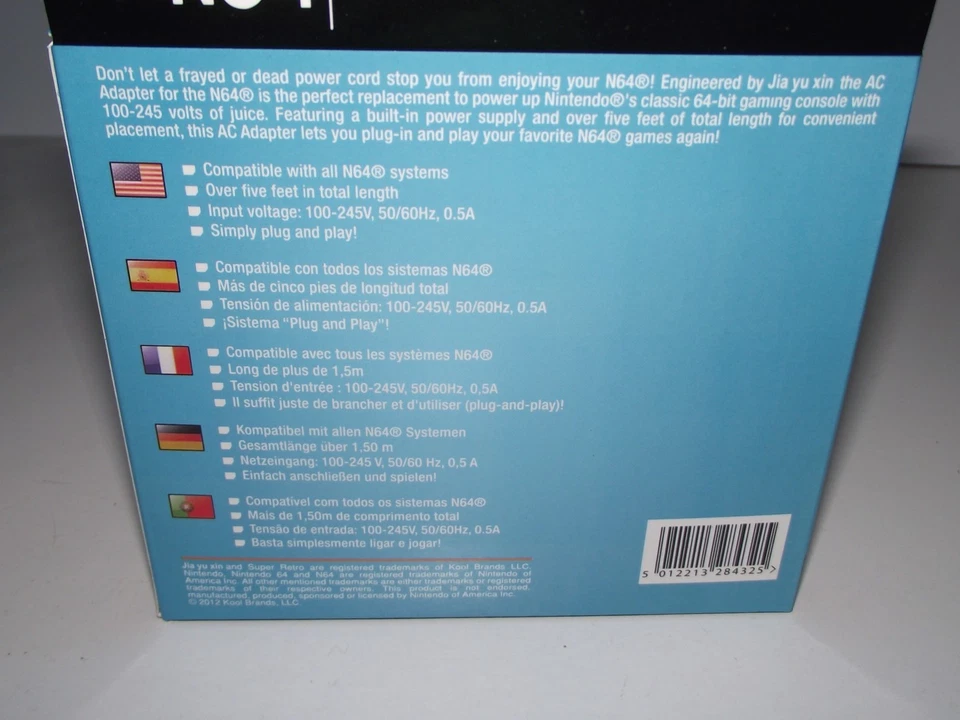 Don't let a frayed or dead power cord stop you from enjoying your N64®! Engineered by Jia yu xin the AC
Adapter for the N64® is the perfect replacement to power up Nintendo®'s classic 64-bit gaming console with
100-245 volts of juice. Featuring a built-in power supply and over five feet of total length for convenient
placement, this AC Adapter lets you plug-in and play your favorite N64® games again!
Compatible with all N64® systems
Over five feet in total length
Input voltage: 100-245V, 50/60Hz, 0.5A
Simply plug and play!
Compatible con todos los sistemas N64®
Más de cinco pies de longitud total
Tensión de alimentación: 100-245V, 50/60Hz, 0.5A
¡Sistema "Plug and Play"!
Compatible avec tous les systèmes N64®
Long de plus de 1,5m
Tension d'entrée : 100-245V, 50/60Hz, 0,5A
Il suffit juste de brancher et d'utiliser (plug-and-play)!
Kompatibel mit allen N64® Systemen
Gesamtlänge über 1,50 m
Netzeingang: 100-245 V, 50/60 Hz, 0,5 A
Einfach anschließen und spielen!
Compatível com todos os sistemas N64®
Mais de 1,50m de comprimento total
Tensão de entrada: 100-245V, 50/60Hz, 0.5A
Basta simplesmente ligar e jogar!
Jia yu xin and Super Retro are registered trademarks of Kool Brands LLC.
Nintendo, Nintendo 64 and N64 are registered trademarks of Nintendo of
America Inc. All other mentioned trademarks are either trademarks or registered
trademarks of their respective owners. This product is not endorsed,
manufactured, produced, sponsored or licensed by Nintendo of America Inc.
© 2012 Kool Brands, LLC.
5 012213 284325 >